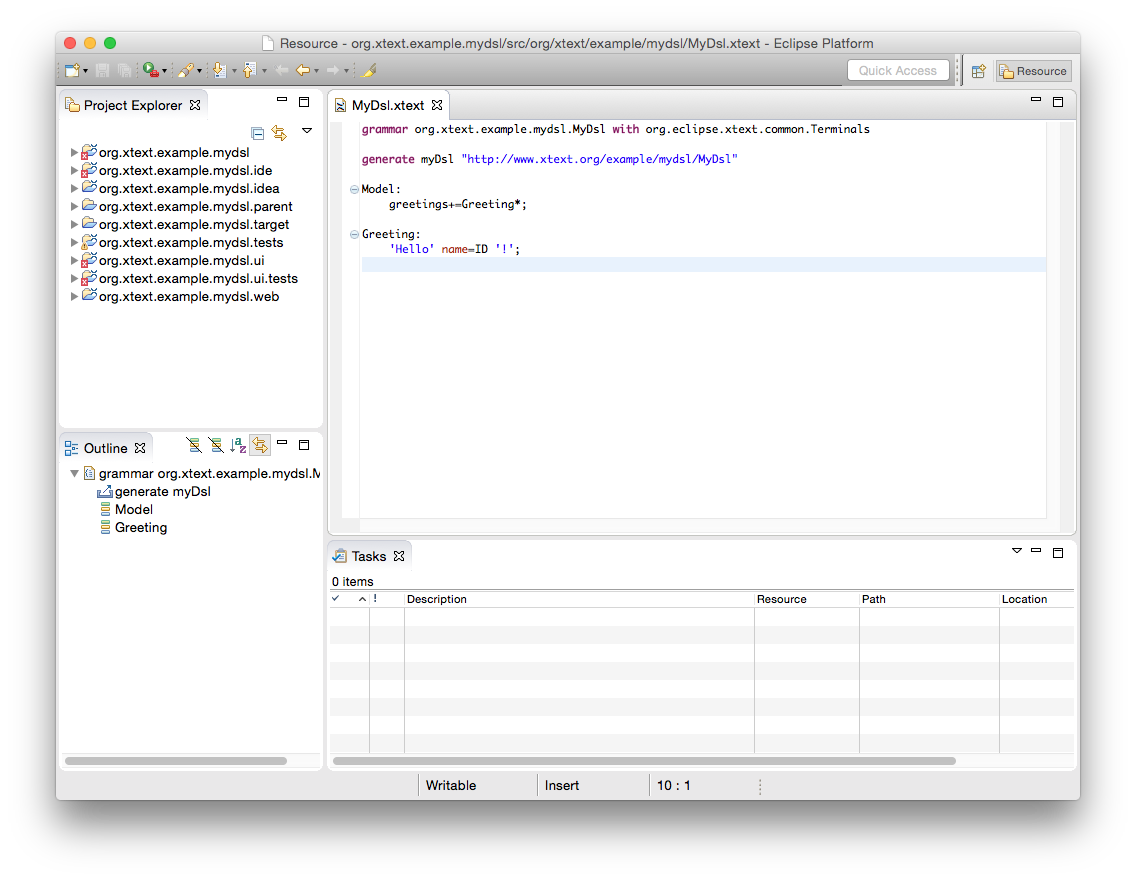 Resource - org.xtext.example.mydsl/src/org/xtext/example/mydsl/MyDsl.xtext - Eclipse Platform
Quick Access
Resource
Project Explorer
org.xtext.example.mydsl
org.xtext.example.mydsl.ide
org.xtext.example.mydsl.idea
org.xtext.example.mydsl.parent
org.xtext.example.mydsl.target
org.xtext.example.mydsl.tests
org.xtext.example.mydsl.ui
org.xtext.example.mydsl.ui.tests
org.xtext.example.mydsl.web
MyDsl.xtext
grammar org.xtext.example.mydsl.MyDsl with org.eclipse.xtext.common.Terminals
generate myDsl "http://www.xtext.org/example/mydsl/MyDsl"
Model:
greetings+=Greeting*;
Greeting:
'Hello' name=ID '!';
Outline
grammar org.xtext.example.mydsl.M
generate myDsl
Model
Greeting
Tasks
0 items
! Description Resource Path Location
Writable Insert 10 : 1